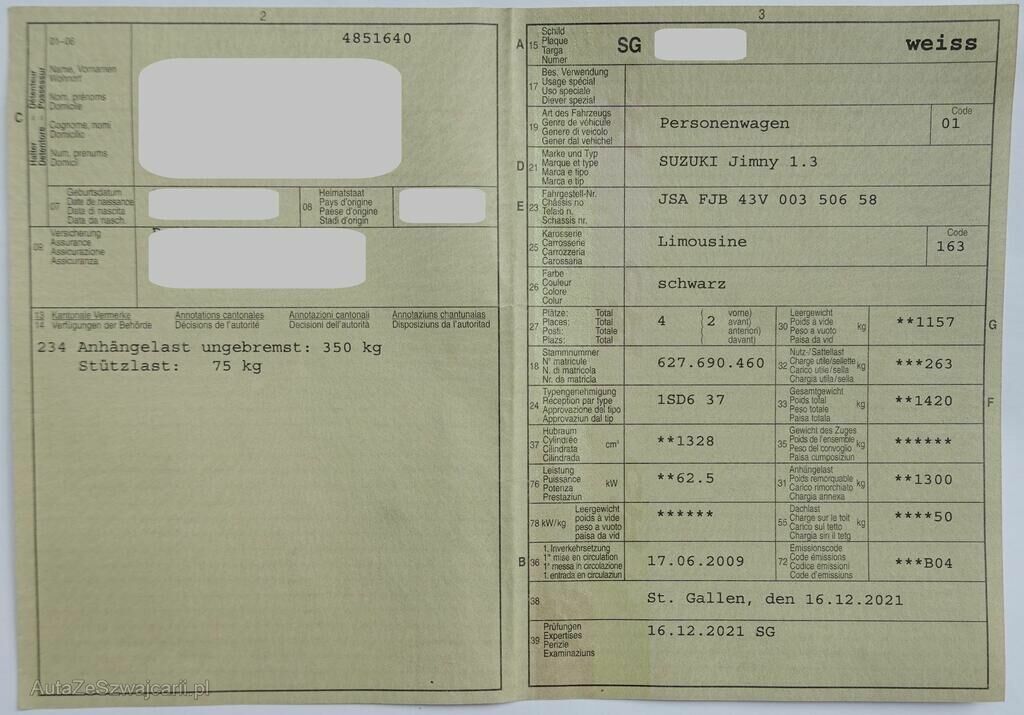 2
01–06
4851640
C
Halter - Détenteur
Detentore - Possessur
Name, Vornamen
Wohnort
Nom, prénoms
Domicile
Cognome, nomi
Domicilio
Num, prenums
Domicil
07
Geburtsdatum
Date de naissance
Data di nascita
Data da nasch.
08
Heimatstaat
Pays d'origine
Paese d'origine
Stadi d'origin
09
Versicherung
Assurance
Assicurazione
Assicuranza
13 Kantonale Vermerke Annotations cantonales Annotazioni cantonali Annotaziuns chantunalas
14 Verfügungen der Behörde Décisions de l'autorité Decisioni dell'autorità Disposiziuns da l'autoritad
234 Anhängelast ungebremst: 350 kg
Stützlast: 75 kg
3
A 15
Schild
Plaque
Targa
Numer
SG
weiss
17
Bes. Verwendung
Usage spécial
Uso speciale
Diever spezial
19
Art des Fahrzeugs
Genre de véhicule
Genere di veicolo
Gener dal vehichel
Personenwagen
Code
01
D 21
Marke und Typ
Marque et type
Marca e tipo
Marca e tip
SUZUKI Jimny 1.3
E 23
Fahrgestell-Nr.
Châssis no
Telaio n.
Schassis nr.
JSA FJB 43V 003 506 58
25
Karosserie
Carrosserie
Carrozzeria
Carossaria
Limousine
Code
163
26
Farbe
Couleur
Colore
Colur
schwarz
27
Plätze: Total
Places: Total
Posti: Totale
Plazs: Total
4 ( 2
vorne)
avant)
anteriori)
davant)
30
Leergewicht
Poids à vide
Peso a vuoto
Paisa da vid
kg
**1157
G
18
Stammnummer
N° matricule
N. di matricola
Nr. da matricla
627.690.460
32
Nutz-/Sattellast
Charge utile/sellette
Carico utile/sella
Chargia utila/sella
kg
***263
24
Typengenehmigung
Réception par type
Approvazione del tipo
Approvaziun dal tip
1SD6 37
33
Gesamtgewicht
Poids total
Peso totale
Paisa totala
kg
**1420
F
37
Hubraum
Cylindrée
Cilindrata
Cilindrada
cm³
**1328
35
Gewicht des Zuges
Poids de l'ensemble
Peso del convoglio
Paisa cumposiziun
kg
******
76
Leistung
Puissance
Potenza
Prestaziun
kW
**62.5
31
Anhängelast
Poids remorquable
Carico rimorchiato
Chargia annexa
kg
**1300
78 kW/kg
Leergewicht
poids à vide
peso a vuoto
paisa da vid
******
55
Dachlast
Charge sur le toit
Carico sul tetto
Chargia sin il tetg
kg
****50
B 36
1. Inverkehrsetzung
1re mise en circulation
1a messa in circolazione
1. entrada en circulaziun
17.06.2009
72
Emissionscode
Code émissions
Codice emissioni
Code d'emissiuns
***B04
38
St. Gallen, den 16.12.2021
39
Prüfungen
Expertises
Perizie
Examinaziuns
16.12.2021 SG
AutaZeSzwajcarii.pl